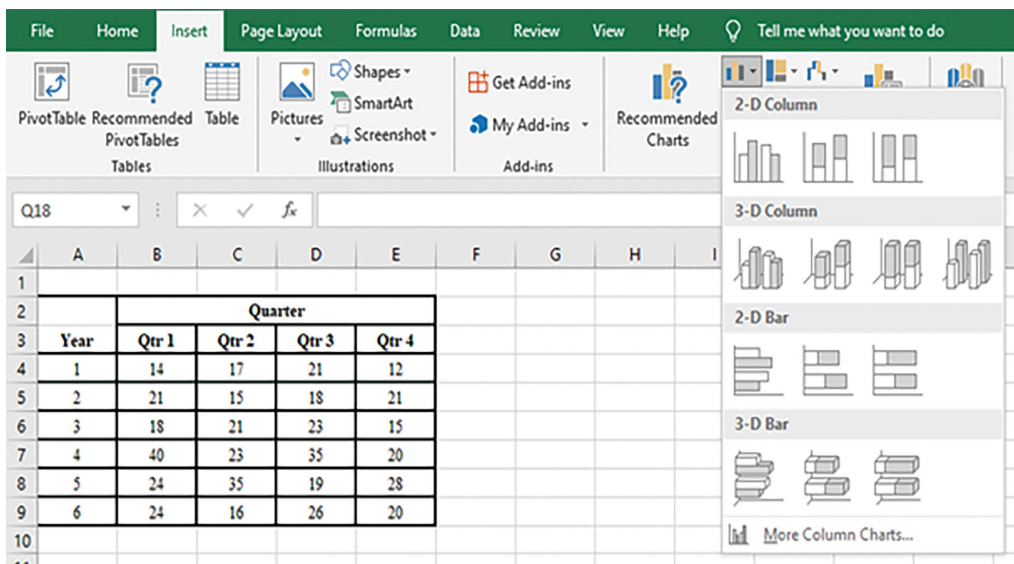 File Home Insert Page Layout Formulas Data Review View Help Tell me what you want to do
PivotTable Recommended PivotTables Table
Tables
Pictures Shapes SmartArt Screenshot
Illustrations
Get Add-ins
My Add-ins
Add-ins
Recommended Charts
Q18 fx
2-D Column
3-D Column
2-D Bar
3-D Bar
More Column Charts...
A B C D E F G H I
1
2 Quarter
3 Year Qtr 1 Qtr 2 Qtr 3 Qtr 4
4 1 14 17 21 12
5 2 21 15 18 21
6 3 18 21 23 15
7 4 40 23 35 20
8 5 24 35 19 28
9 6 24 16 26 20
10